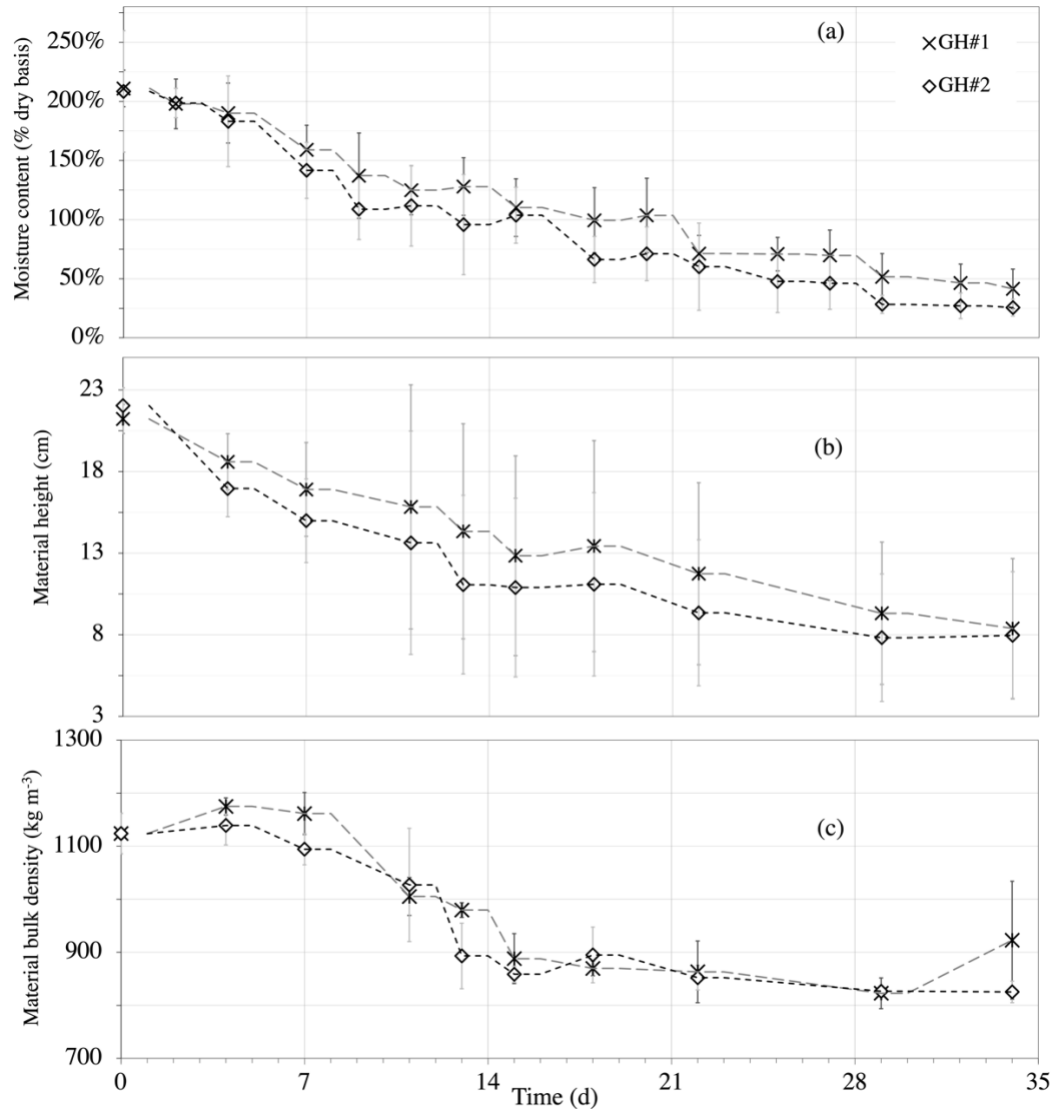 (a)
GH#1
GH#2
250%
200%
150%
100%
50%
0%
Moisture content (% dry basis)
(b)
23
18
13
8
3
Material height (cm)
(c)
1300
1100
900
700
Material bulk density (kg m-3)
0 7 14 21 28 35
Time (d)